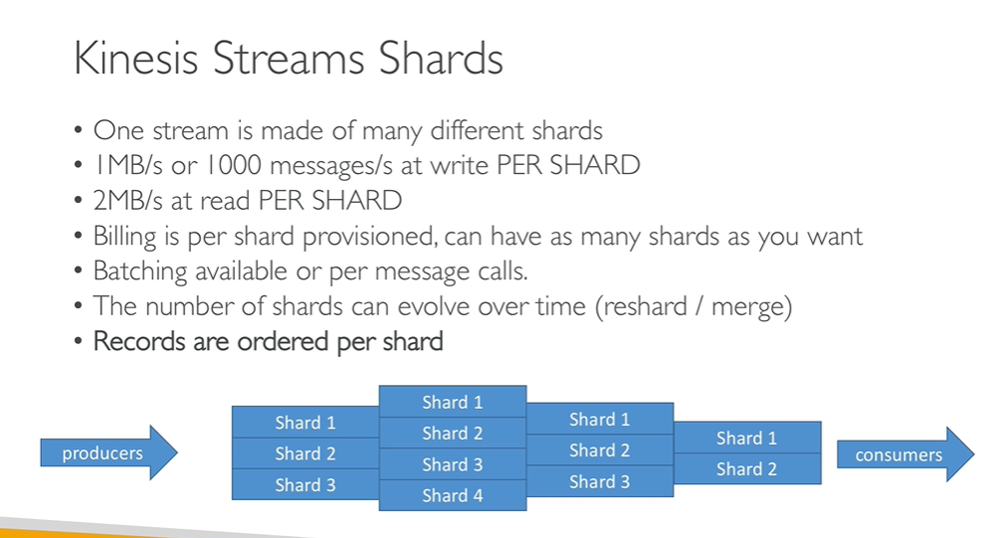 Kinesis Streams Shards
• One stream is made of many different shards
• 1MB/s or 1000 messages/s at write PER SHARD
• 2MB/s at read PER SHARD
• Billing is per shard provisioned, can have as many shards as you want
• Batching available or per message calls.
• The number of shards can evolve over time (reshard / merge)
• Records are ordered per shard
producers
Shard 1
Shard 2
Shard 3
Shard 1
Shard 2
Shard 3
Shard 4
Shard 1
Shard 2
Shard 3
Shard 1
Shard 2
consumers